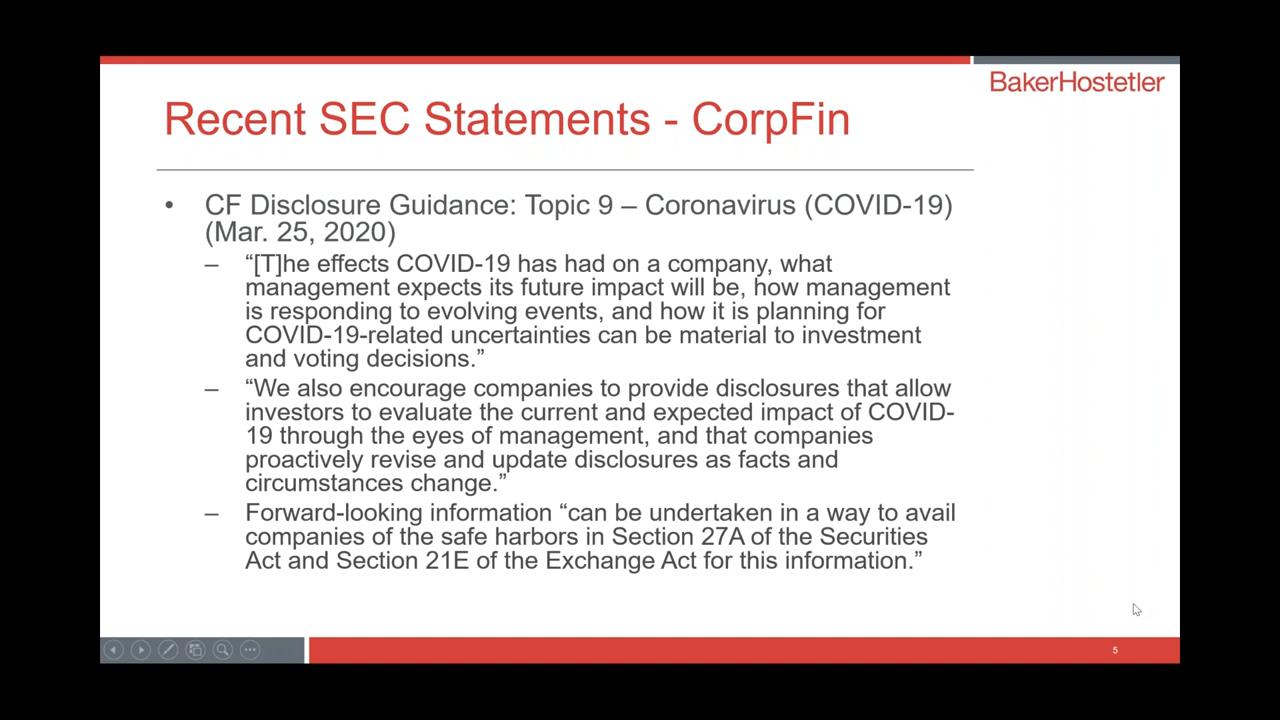 BakerHostetler
Recent SEC Statements - CorpFin
• CF Disclosure Guidance: Topic 9 – Coronavirus (COVID-19)
(Mar. 25, 2020)
– “[T]he effects COVID-19 has had on a company, what
management expects its future impact will be, how management
is responding to evolving events, and how it is planning for
COVID-19-related uncertainties can be material to investment
and voting decisions.”
– “We also encourage companies to provide disclosures that allow
investors to evaluate the current and expected impact of COVID-
19 through the eyes of management, and that companies
proactively revise and update disclosures as facts and
circumstances change.”
– Forward-looking information “can be undertaken in a way to avail
companies of the safe harbors in Section 27A of the Securities
Act and Section 21E of the Exchange Act for this information.”
5